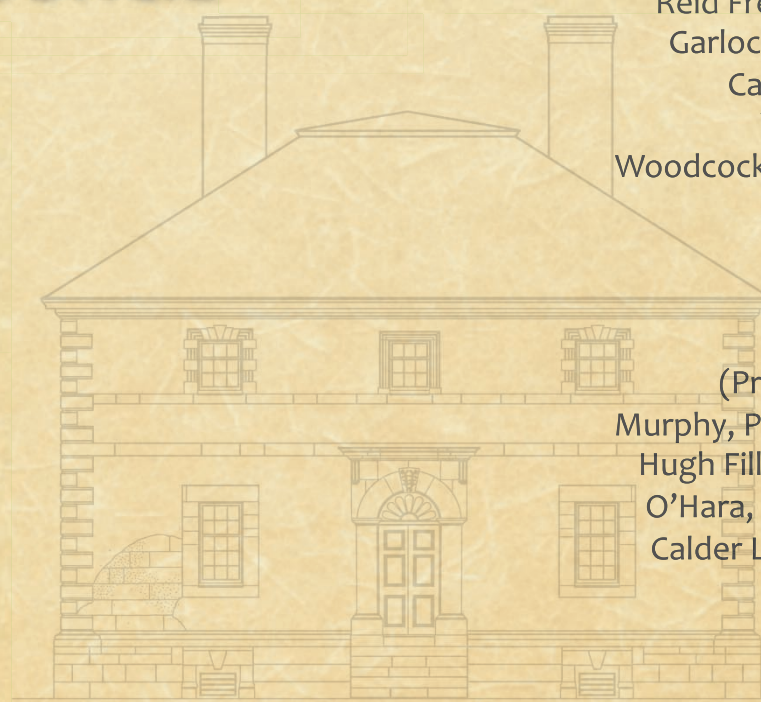 Reid Fre
Garloc
Ca
Woodcock
(Pr
Murphy, P
Hugh Fill
O’Hara,
Calder L